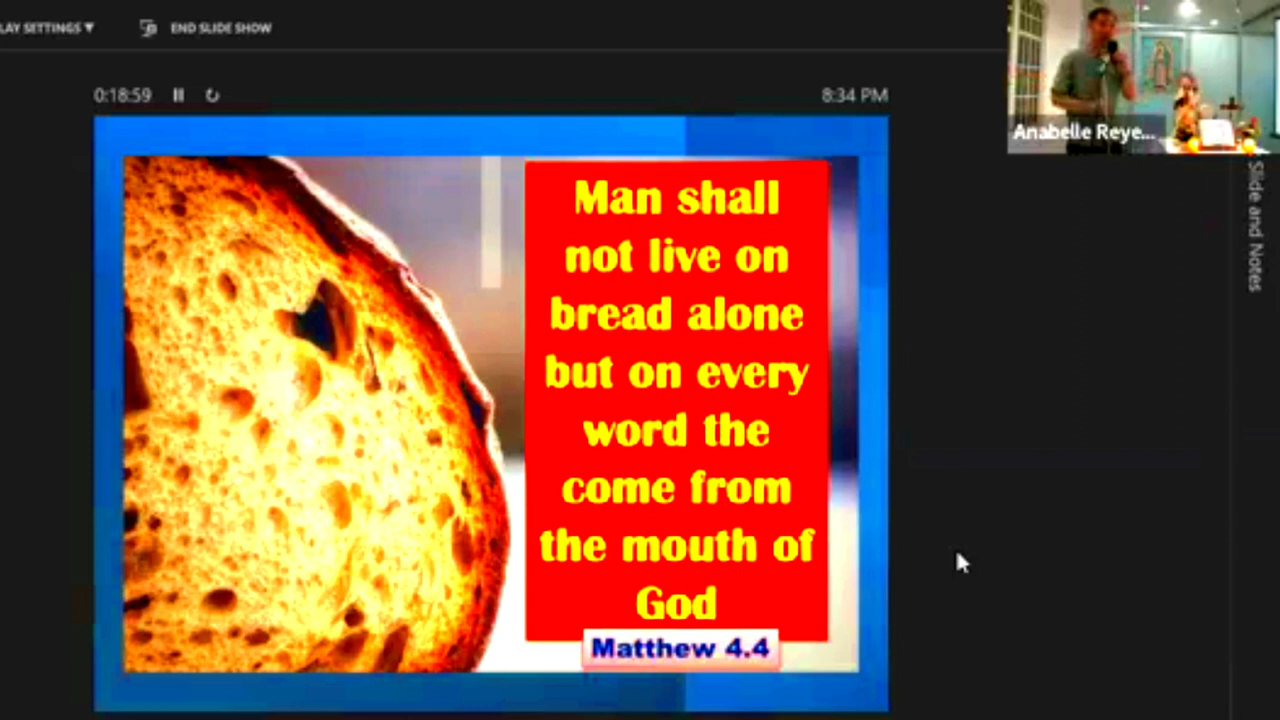 LAY SETTINGS ▼ END SLIDE SHOW
0:18:59 8:34 PM
Anabelle Reye...
Slide and Notes
Man shall
not live on
bread alone
but on every
word the
come from
the mouth of
God
Matthew 4.4